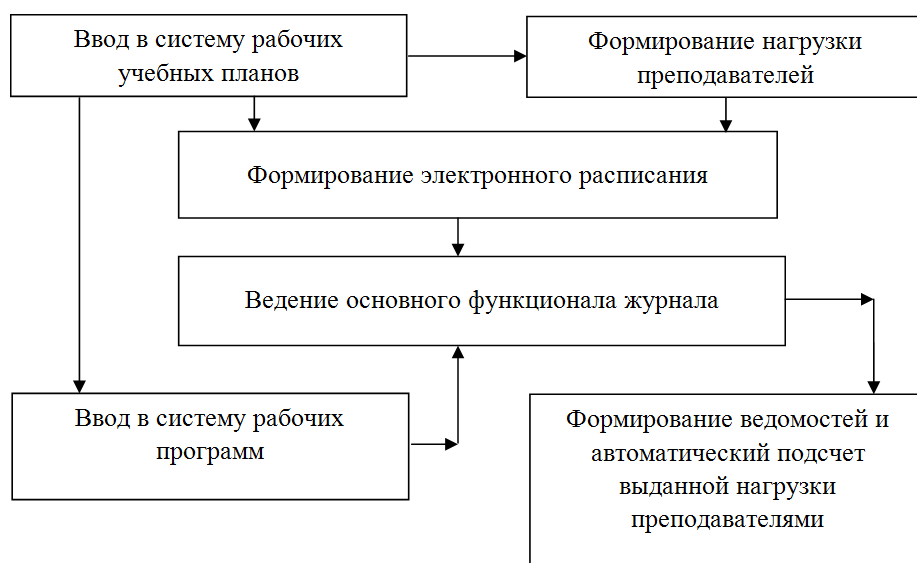 Ввод в систему рабочих
учебных планов
Формирование нагрузки
преподавателей
Формирование электронного расписания
Ведение основного функционала журнала
Ввод в систему рабочих
программ
Формирование ведомостей и
автоматический подсчет
выданной нагрузки
преподавателями